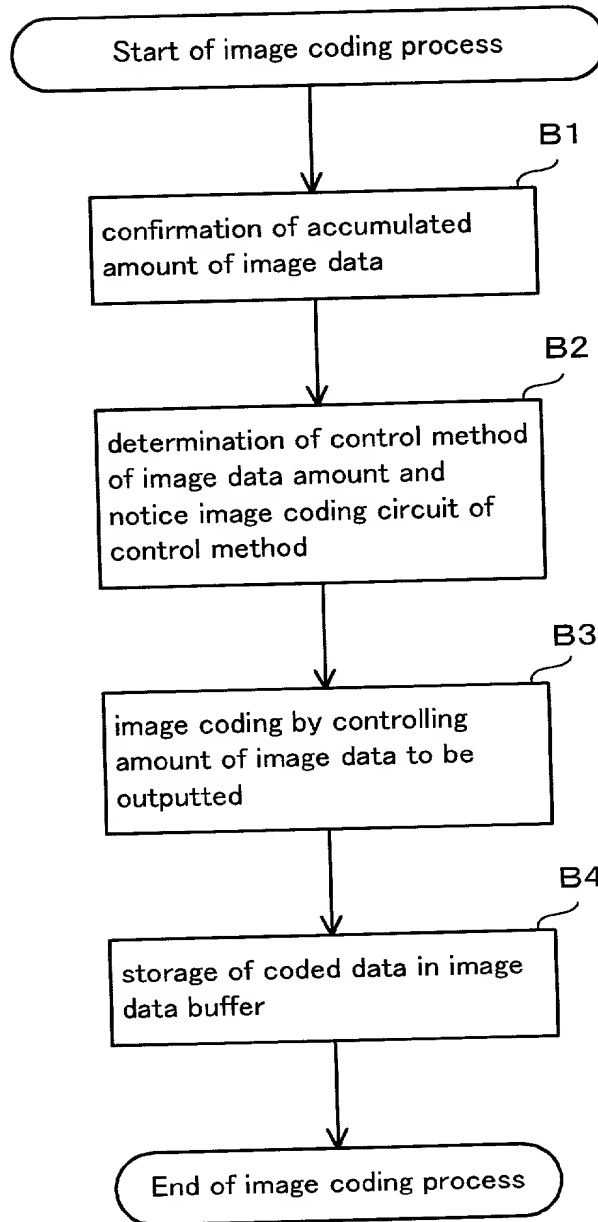 Start of image coding process
B1
confirmation of accumulated
amount of image data
B2
determination of control method
of image data amount and
notice image coding circuit of
control method
B3
image coding by controlling
amount of image data to be
outputted
B4
storage of coded data in image
data buffer
End of image coding process